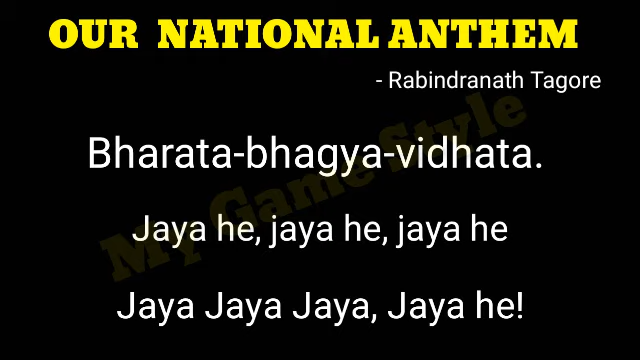 OUR NATIONAL ANTHEM
- Rabindranath Tagore
Bharata-bhagya-vidhata.
Jaya he, jaya he, jaya he
Jaya Jaya Jaya, Jaya he!
My Game Style